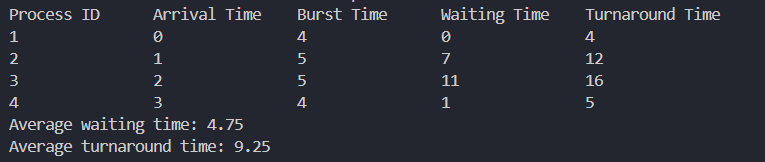 Process ID Arrival Time Burst Time Waiting Time Turnaround Time
1 0 4 0 4
2 1 5 7 12
3 2 5 11 16
4 3 4 1 5
Average waiting time: 4.75
Average turnaround time: 9.25